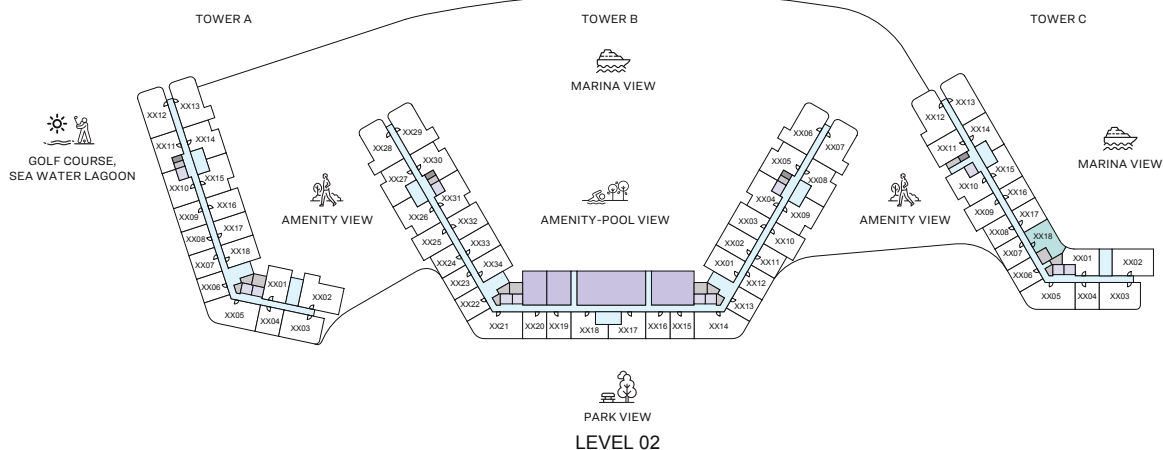 TOWER A
TOWER B
TOWER C
MARINA VIEW
GOLF COURSE,
SEA WATER LAGOON
AMENITY VIEW
AMENITY-POOL VIEW
AMENITY VIEW
MARINA VIEW
XX12
XX13
XX11
XX14
XX10
XX15
XX09
XX16
XX08
XX17
XX07
XX18
XX06
XX01
XX02
XX05
XX04
XX03
XX29
XX28
XX30
XX27
XX31
XX26
XX32
XX25
XX33
XX24
XX34
XX23
XX22
XX21
XX20
XX19
XX18
XX17
XX16
XX15
XX14
XX06
XX07
XX05
XX08
XX04
XX09
XX03
XX10
XX02
XX11
XX01
XX12
XX13
XX12
XX13
XX11
XX14
XX10
XX15
XX09
XX16
XX08
XX17
XX07
XX18
XX06
XX01
XX02
XX05
XX04
XX03
PARK VIEW
LEVEL 02